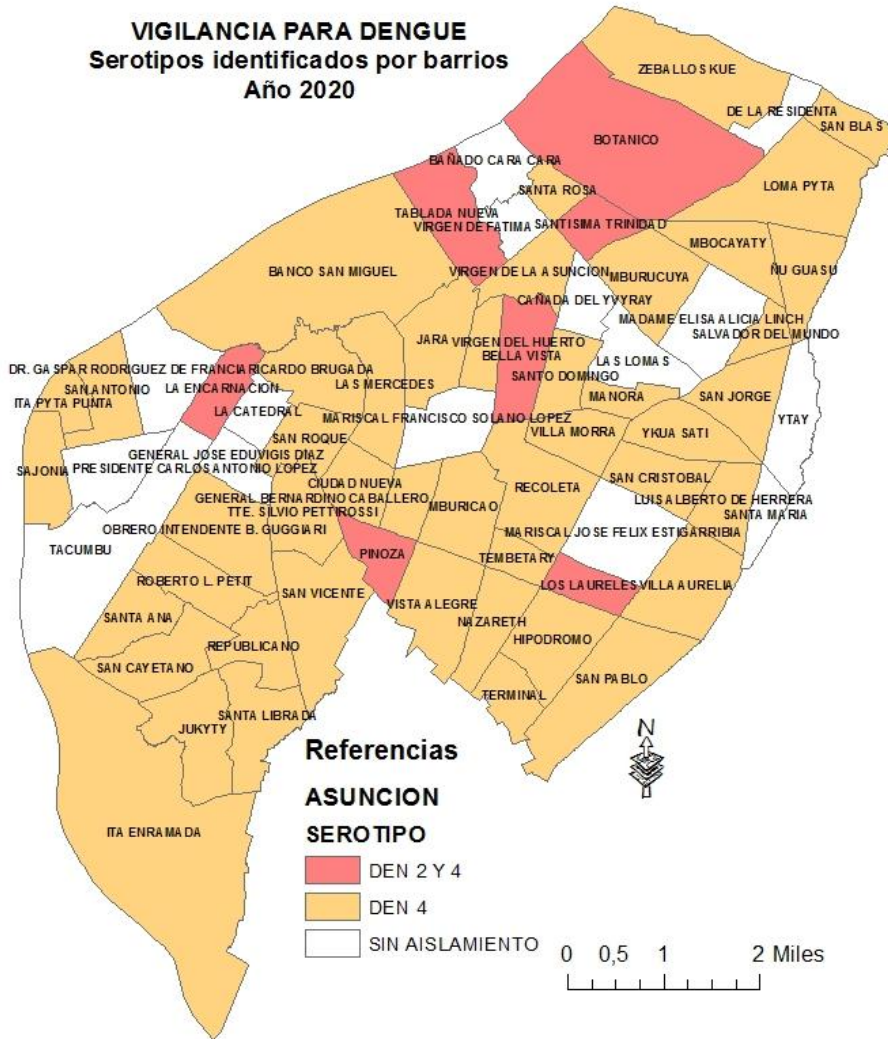 VIGILANCIA PARA DENGUE
Serotipos identificados por barrios
Año 2020
ZEBALLOS KUE
DE LA RESIDENTA
SAN BLAS
BOTANICO
BAÑADO CARA CARA
LOMA PYTA
SANTA ROSA
TABLADA NUEVA
VIRGEN DE FATIMA
SANTISIMA TRINIDAD
MBOCAYATY
BANCO SAN MIGUEL
VIRGEN DE LA ASUNCION
MBURUCUYA
ÑU GUASU
CAÑADA DEL YVYRAY
MADAME ELISA ALICIA LINCH
SALVADOR DEL MUNDO
JARA
VIRGEN DEL HUERTO
BELLA VISTA
LAS LOMAS
DR. GASPAR RODRIGUEZ DE FRANCIA
RICARDO BRUGADA
SANTO DOMINGO
SAN ANTONIO
LA ENCARNACION
LAS MERCEDES
MANORA
SAN JORGE
ITA PYTA PUNTA
LA CATEDRAL
MARISCAL FRANCISCO SOLANO LOPEZ
YTAY
VILLA MORRA
YKUA SATI
SAN ROQUE
GENERAL JOSE EDUVIGIS DIAZ
SAJONIA
PRESIDENTE CARLOS ANTONIO LOPEZ
CIUDAD NUEVA
RECOLETA
SAN CRISTOBAL
GENERAL BERNARDINO CABALLERO
LUIS ALBERTO DE HERRERA
TTE. SILVIO PETTIROSSI
MBURICAO
SANTA MARIA
OBRERO INTENDENTE B. GUGGIARI
MARISCAL JOSE FELIX ESTIGARRIBIA
TACUMBU
PINOZA
TEMBETARY
ROBERTO L. PETIT
SAN VICENTE
LOS LAURELES
VILLA AURELIA
VISTA ALEGRE
SANTA ANA
NAZARETH
HIPODROMO
REPUBLICANO
SAN CAYETANO
SAN PABLO
TERMINAL
SANTA LIBRADA
JUKYTY
N
ITA ENRAMADA
Referencias
ASUNCION
SEROTIPO
DEN 2 Y 4
DEN 4
SIN AISLAMIENTO
0 0,5 1 2 Miles